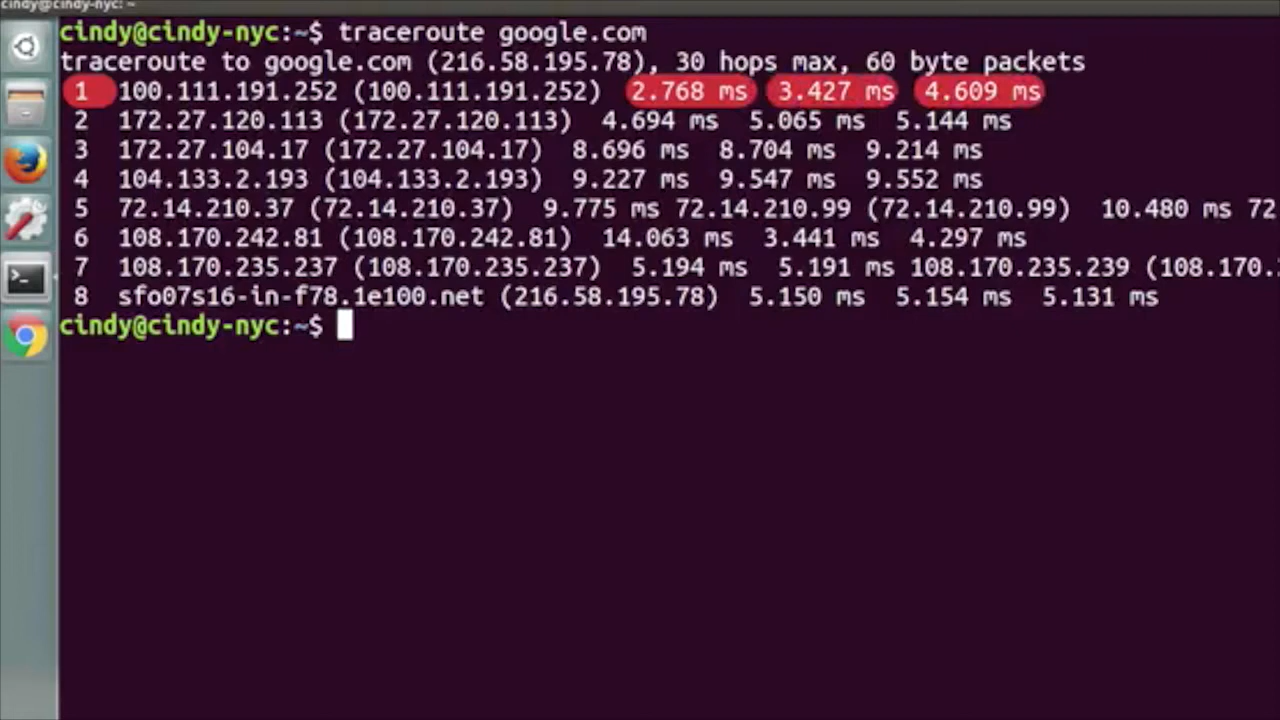 cindy@cindy-nyc: ~
cindy@cindy-nyc:~$ traceroute google.com
traceroute to google.com (216.58.195.78), 30 hops max, 60 byte packets
1 100.111.191.252 (100.111.191.252) 2.768 ms 3.427 ms 4.609 ms
2 172.27.120.113 (172.27.120.113) 4.694 ms 5.065 ms 5.144 ms
3 172.27.104.17 (172.27.104.17) 8.696 ms 8.704 ms 9.214 ms
4 104.133.2.193 (104.133.2.193) 9.227 ms 9.547 ms 9.552 ms
5 72.14.210.37 (72.14.210.37) 9.775 ms 72.14.210.99 (72.14.210.99) 10.480 ms 72
6 108.170.242.81 (108.170.242.81) 14.063 ms 3.441 ms 4.297 ms
7 108.170.235.237 (108.170.235.237) 5.194 ms 5.191 ms 108.170.235.239 (108.170.
8 sfo07s16-in-f78.1e100.net (216.58.195.78) 5.150 ms 5.154 ms 5.131 ms
cindy@cindy-nyc:~$